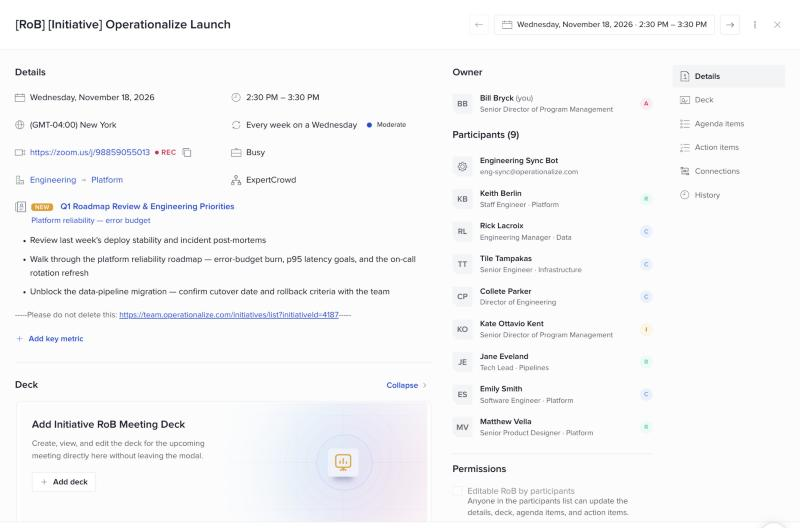 [RoB] [Initiative] Operationalize Launch
Wednesday, November 18, 2026 · 2:30 PM – 3:30 PM
Details
Wednesday, November 18, 2026
2:30 PM – 3:30 PM
(GMT-04:00) New York
Every week on a Wednesday
Moderate
https://zoom.us/j/98859055013
REC
Busy
Engineering → Platform
ExpertCrowd
NEW
Q1 Roadmap Review & Engineering Priorities
Platform reliability — error budget
• Review last week's deploy stability and incident post-mortems
• Walk through the platform reliability roadmap — error-budget burn, p95 latency goals, and the on-call
rotation refresh
• Unblock the data-pipeline migration — confirm cutover date and rollback criteria with the team
-----Please do not delete this: https://team.operationalize.com/initiatives/list?initiativeId=4187-----
+ Add key metric
Deck
Collapse
Add Initiative RoB Meeting Deck
Create, view, and edit the deck for the upcoming
meeting directly here without leaving the modal.
+ Add deck
Owner
BB
Bill Bryck (you)
Senior Director of Program Management
A
Participants (9)
Engineering Sync Bot
eng-sync@operationalize.com
KB
Keith Berlin
Staff Engineer · Platform
R
RL
Rick Lacroix
Engineering Manager · Data
C
TT
Tile Tampakas
Senior Engineer · Infrastructure
C
CP
Collete Parker
Director of Engineering
C
KO
Kate Ottavio Kent
Senior Director of Program Management
I
JE
Jane Eveland
Tech Lead · Pipelines
R
ES
Emily Smith
Software Engineer · Platform
C
MV
Matthew Vella
Senior Product Designer · Platform
R
Permissions
Editable RoB by participants
Anyone in the participants list can update the
details, deck, agenda items, and action items.
Details
Deck
Agenda items
Action items
Connections
History